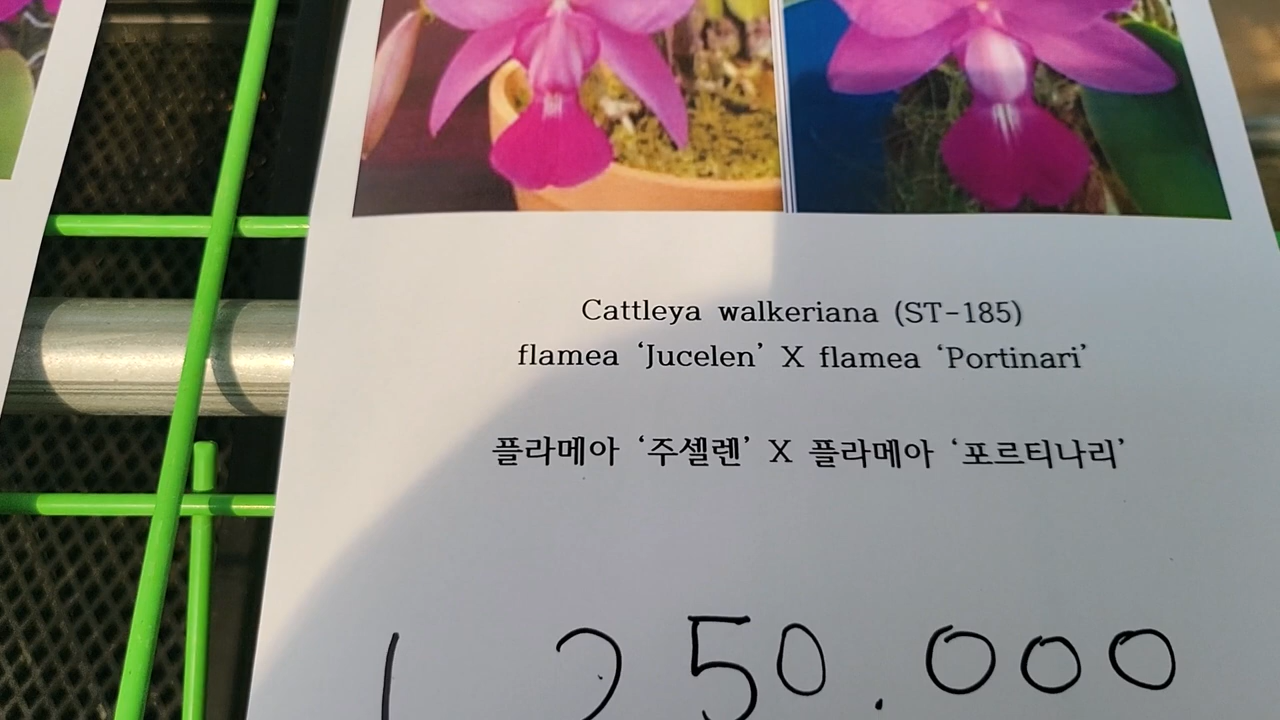 Cattleya walkeriana (ST-185)
flamea ‘Jucelen’ X flamea ‘Portinari’
플라메아 ‘주셀렌’ X 플라메아 ‘포르티나리’
1 250.000